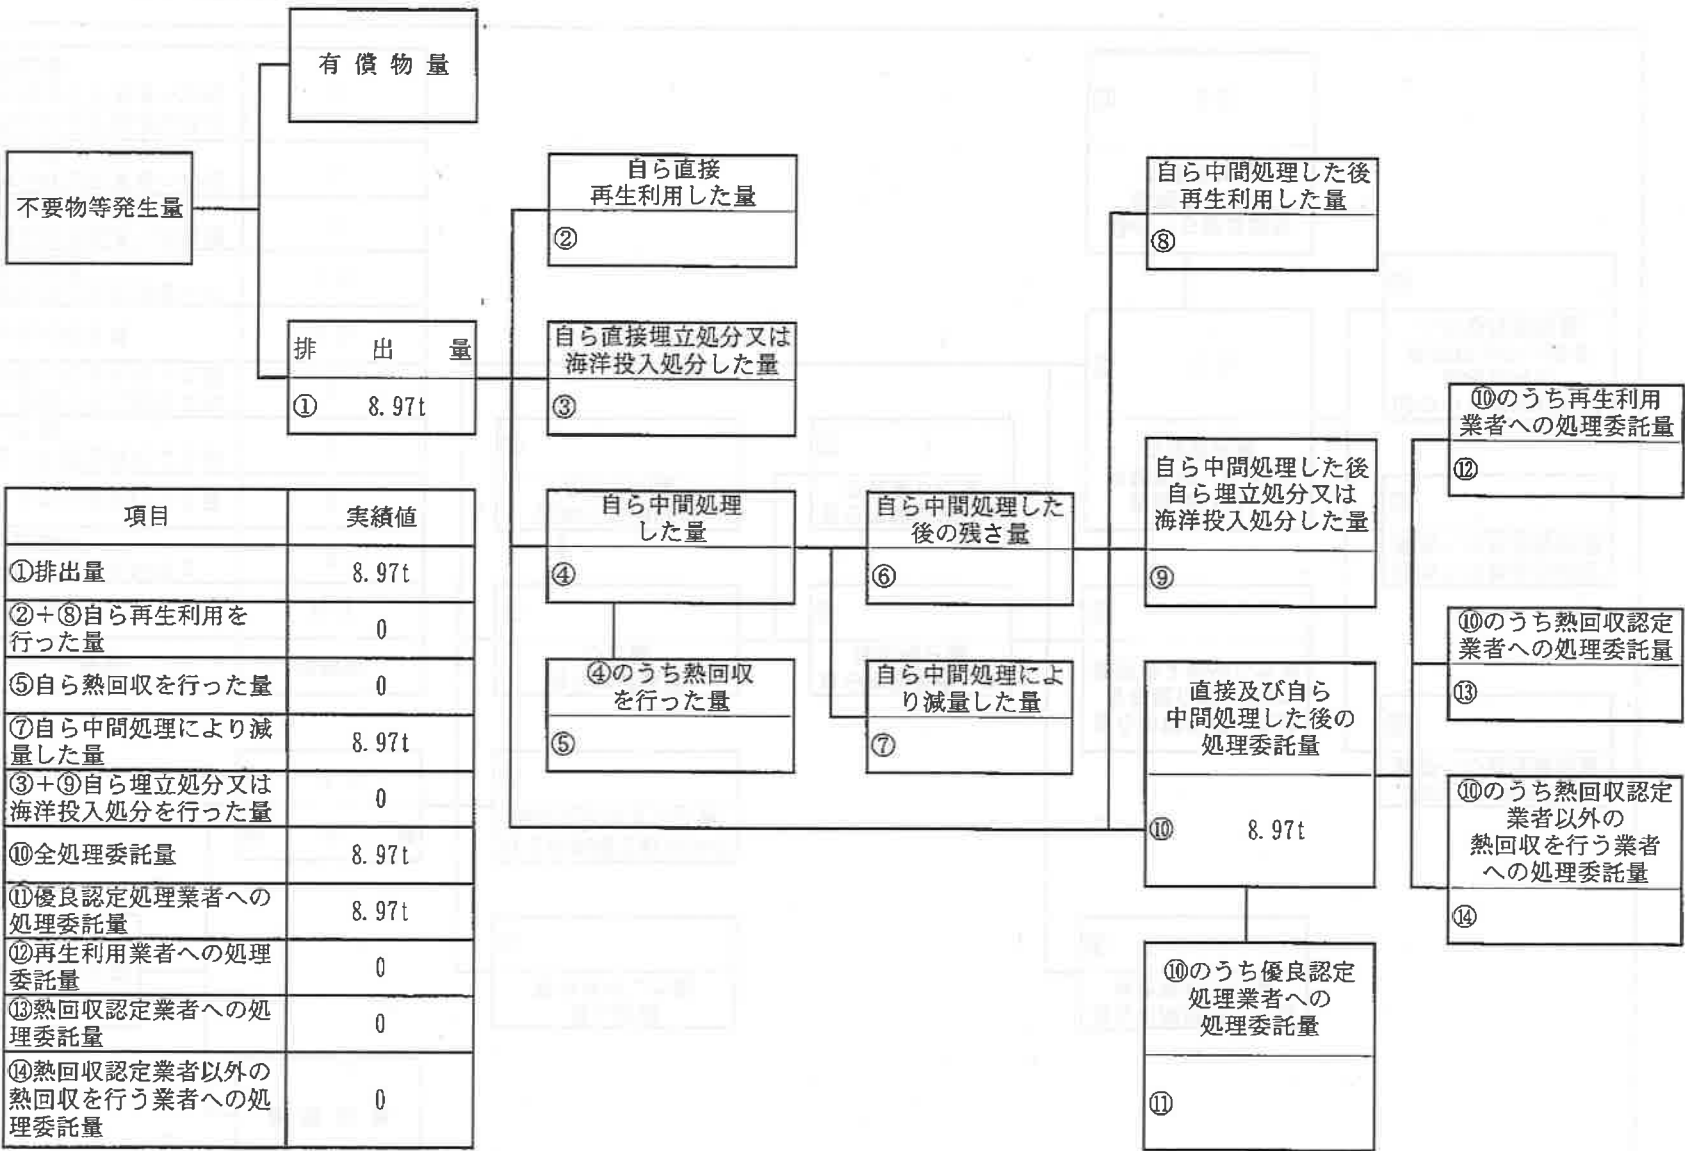 有償物量
不要物等発生量
排出量
① 8.97t
自ら直接
再生利用した量
②
自ら直接埋立処分又は
海洋投入処分した量
③
自ら中間処理
した量
④
④のうち熱回収
を行った量
⑤
自ら中間処理した
後の残さ量
⑥
自ら中間処理によ
り減量した量
⑦
自ら中間処理した後
再生利用した量
⑧
自ら中間処理した後
自ら埋立処分又は
海洋投入処分した量
⑨
直接及び自ら
中間処理した後の
処理委託量
⑩ 8.97t
⑩のうち優良認定
処理業者への
処理委託量
⑪
⑩のうち再生利用
業者への処理委託量
⑫
⑩のうち熱回収認定
業者への処理委託量
⑬
⑩のうち熱回収認定
業者以外の
熱回収を行う業者
への処理委託量
⑭
項目 実績値
①排出量 8.97t
②+⑧自ら再生利用を
行った量 0
⑤自ら熱回収を行った量 0
⑦自ら中間処理により減
量した量 8.97t
③+⑨自ら埋立処分又は
海洋投入処分を行った量 0
⑩全処理委託量 8.97t
⑪優良認定処理業者への
処理委託量 8.97t
⑫再生利用業者への処理
委託量 0
⑬熱回収認定業者への処
理委託量 0
⑭熱回収認定業者以外の
熱回収を行う業者への処
理委託量 0